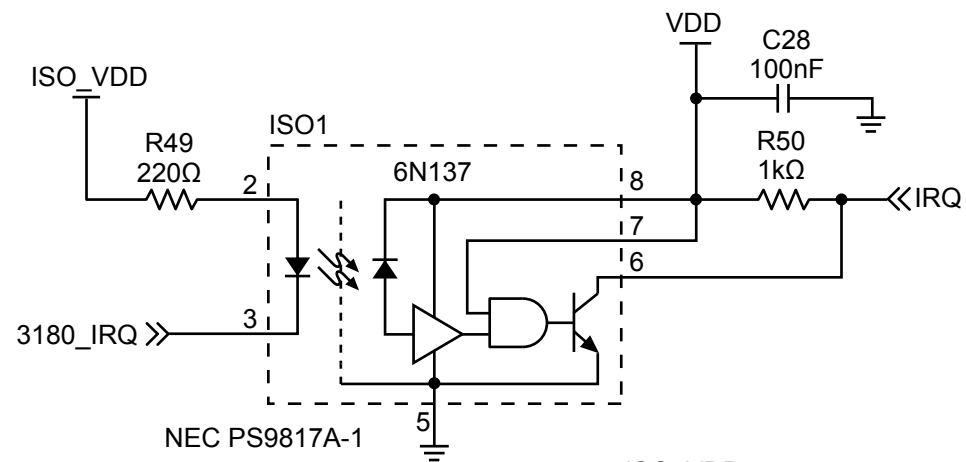 VDD
C28
100nF
ISO_VDD
ISO1
R49
220Ω
R50
1kΩ
6N137
2
8
IRQ
7
6
3
3180_IRQ
5
NEC PS9817A-1